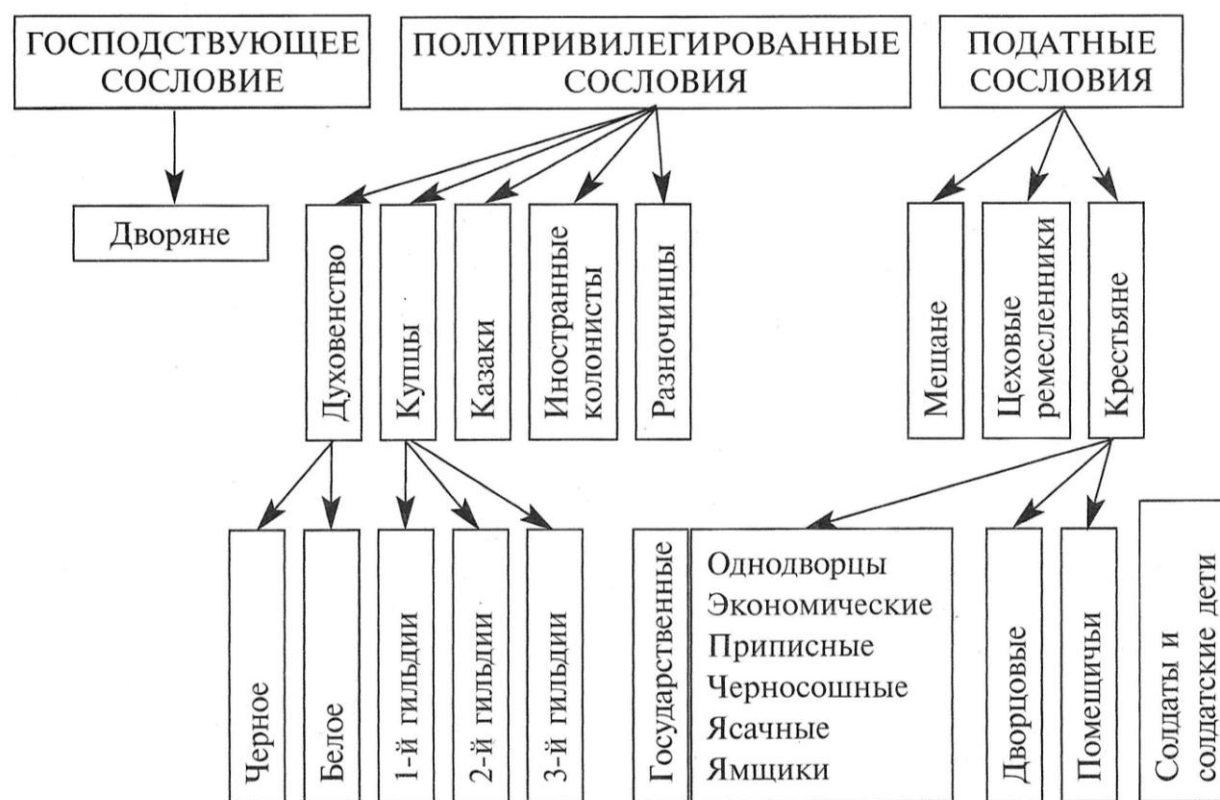 ГОСПОДСТВУЮЩЕЕ
СОСЛОВИЕ
ПОЛУПРИВИЛЕГИРОВАННЫЕ
СОСЛОВИЯ
ПОДАТНЫЕ
СОСЛОВИЯ
Дворяне
Духовенство
Купцы
Казаки
Иностранные
колонисты
Разночинцы
Мещане
Цеховые
ремесленники
Крестьяне
Черное
Белое
1-й гильдии
2-й гильдии
3-й гильдии
Государственные
Однодворцы
Экономические
Приписные
Черносошные
Ясачные
Ямщики
Дворцовые
Помещичьи
Солдаты и
солдатские дети